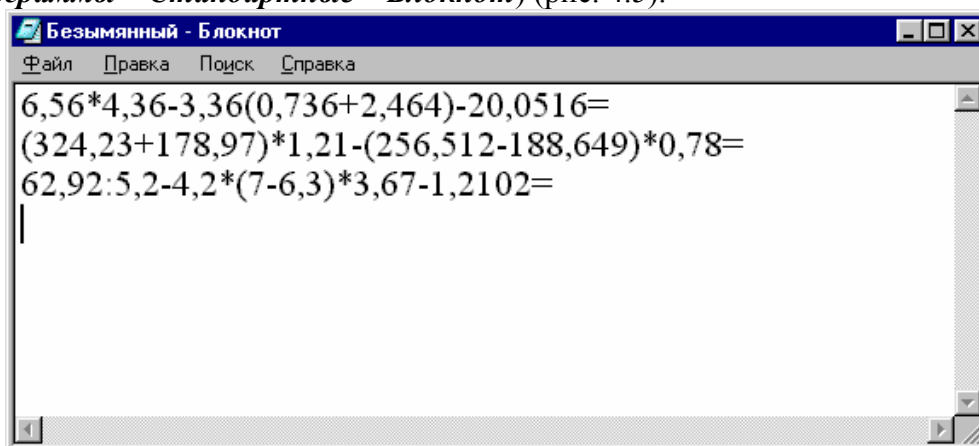 Стандартные Блокнот) (рис. 4.3).
Безымянный - Блокнот
Файл Правка Поиск Справка
6,56*4,36-3,36(0,736+2,464)-20,0516=
(324,23+178,97)*1,21-(256,512-188,649)*0,78=
62,92:5,2-4,2*(7-6,3)*3,67-1,2102=